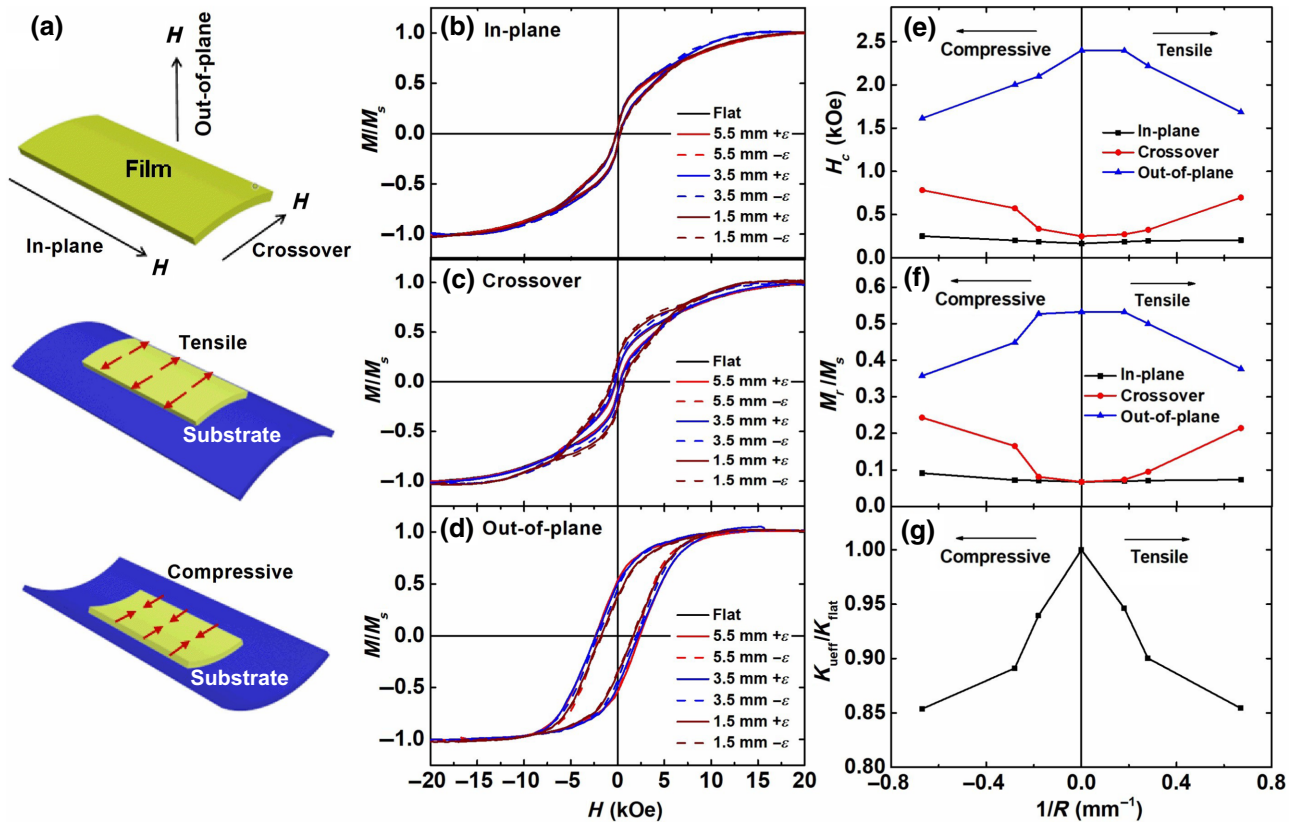 (a)
H
Out-of-plane
Film
In-plane
H
H
Crossover
Tensile
Substrate
Compressive
Substrate
(b) In-plane
M/Ms
1.0
0.5
0.0
−0.5
−1.0
Flat
5.5 mm +ε
5.5 mm −ε
3.5 mm +ε
3.5 mm −ε
1.5 mm +ε
1.5 mm −ε
(c) Crossover
M/Ms
1.0
0.5
0.0
−0.5
−1.0
Flat
5.5 mm +ε
5.5 mm −ε
3.5 mm +ε
3.5 mm −ε
1.5 mm +ε
1.5 mm −ε
(d) Out-of-plane
M/Ms
1.0
0.5
0.0
−0.5
−1.0
Flat
5.5 mm +ε
5.5 mm −ε
3.5 mm +ε
3.5 mm −ε
1.5 mm +ε
1.5 mm −ε
−20 −15 −10 −5 0 5 10 15 20
H (kOe)
(e)
Compressive
Tensile
Hc (kOe)
2.5
2.0
1.5
1.0
0.5
0.0
In-plane
Crossover
Out-of-plane
(f)
Compressive
Tensile
Mr/Ms
0.6
0.5
0.4
0.3
0.2
0.1
0.0
In-plane
Crossover
Out-of-plane
(g)
Compressive
Tensile
Kueff/Kflat
1.00
0.95
0.90
0.85
0.80
−0.8 −0.4 0.0 0.4 0.8
1/R (mm⁻¹)